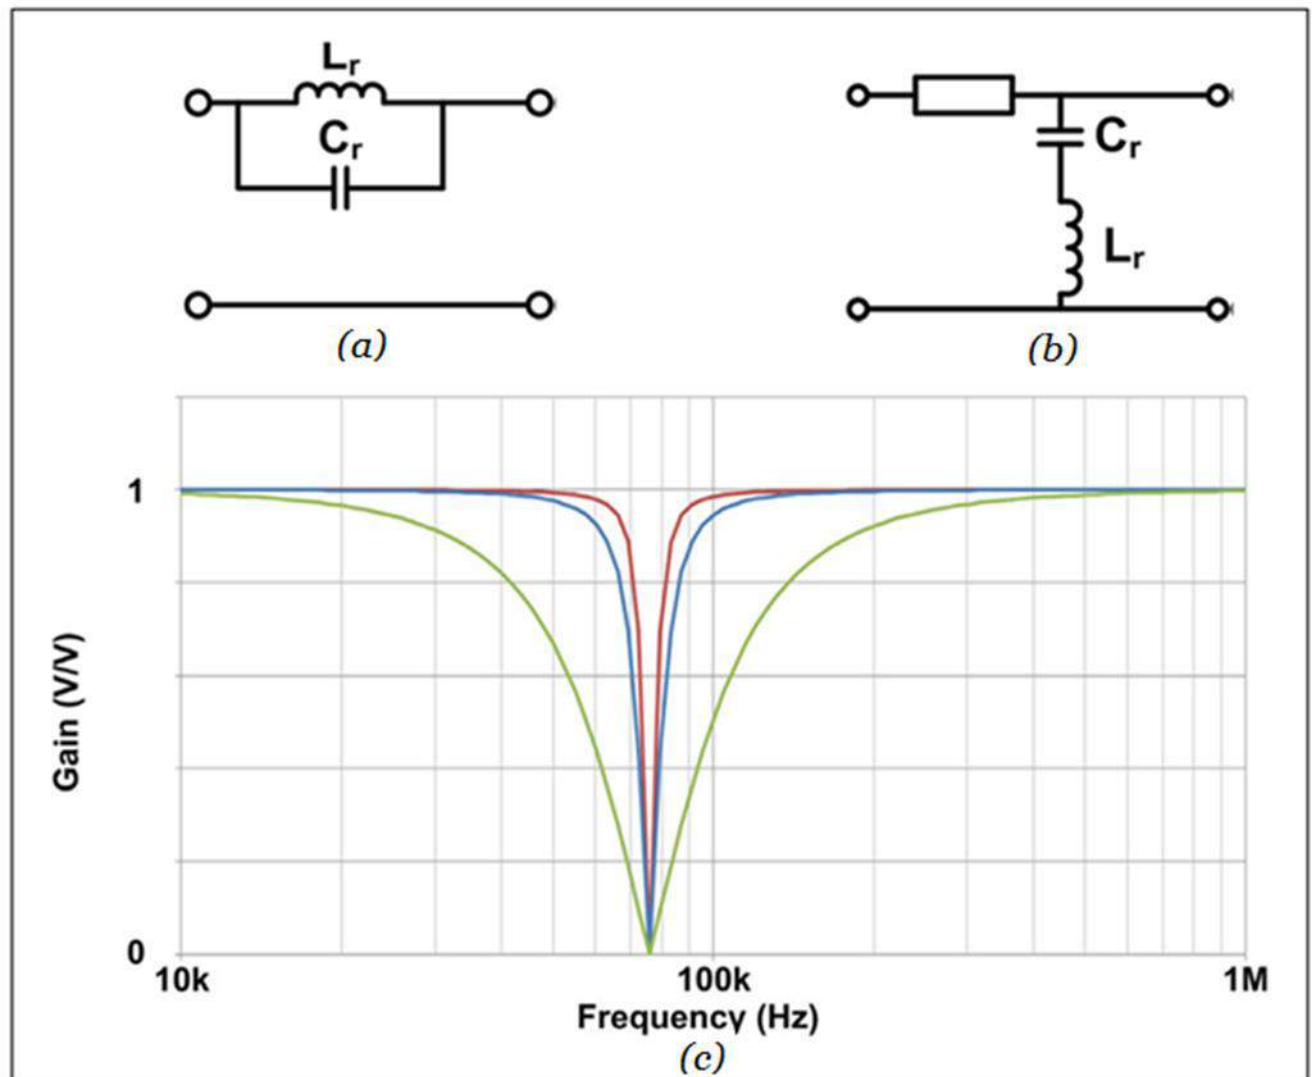 Lr
Cr
(a)
Cr
Lr
(b)
1
0
Gain (V/V)
10k 100k 1M
Frequency (Hz)
(c)